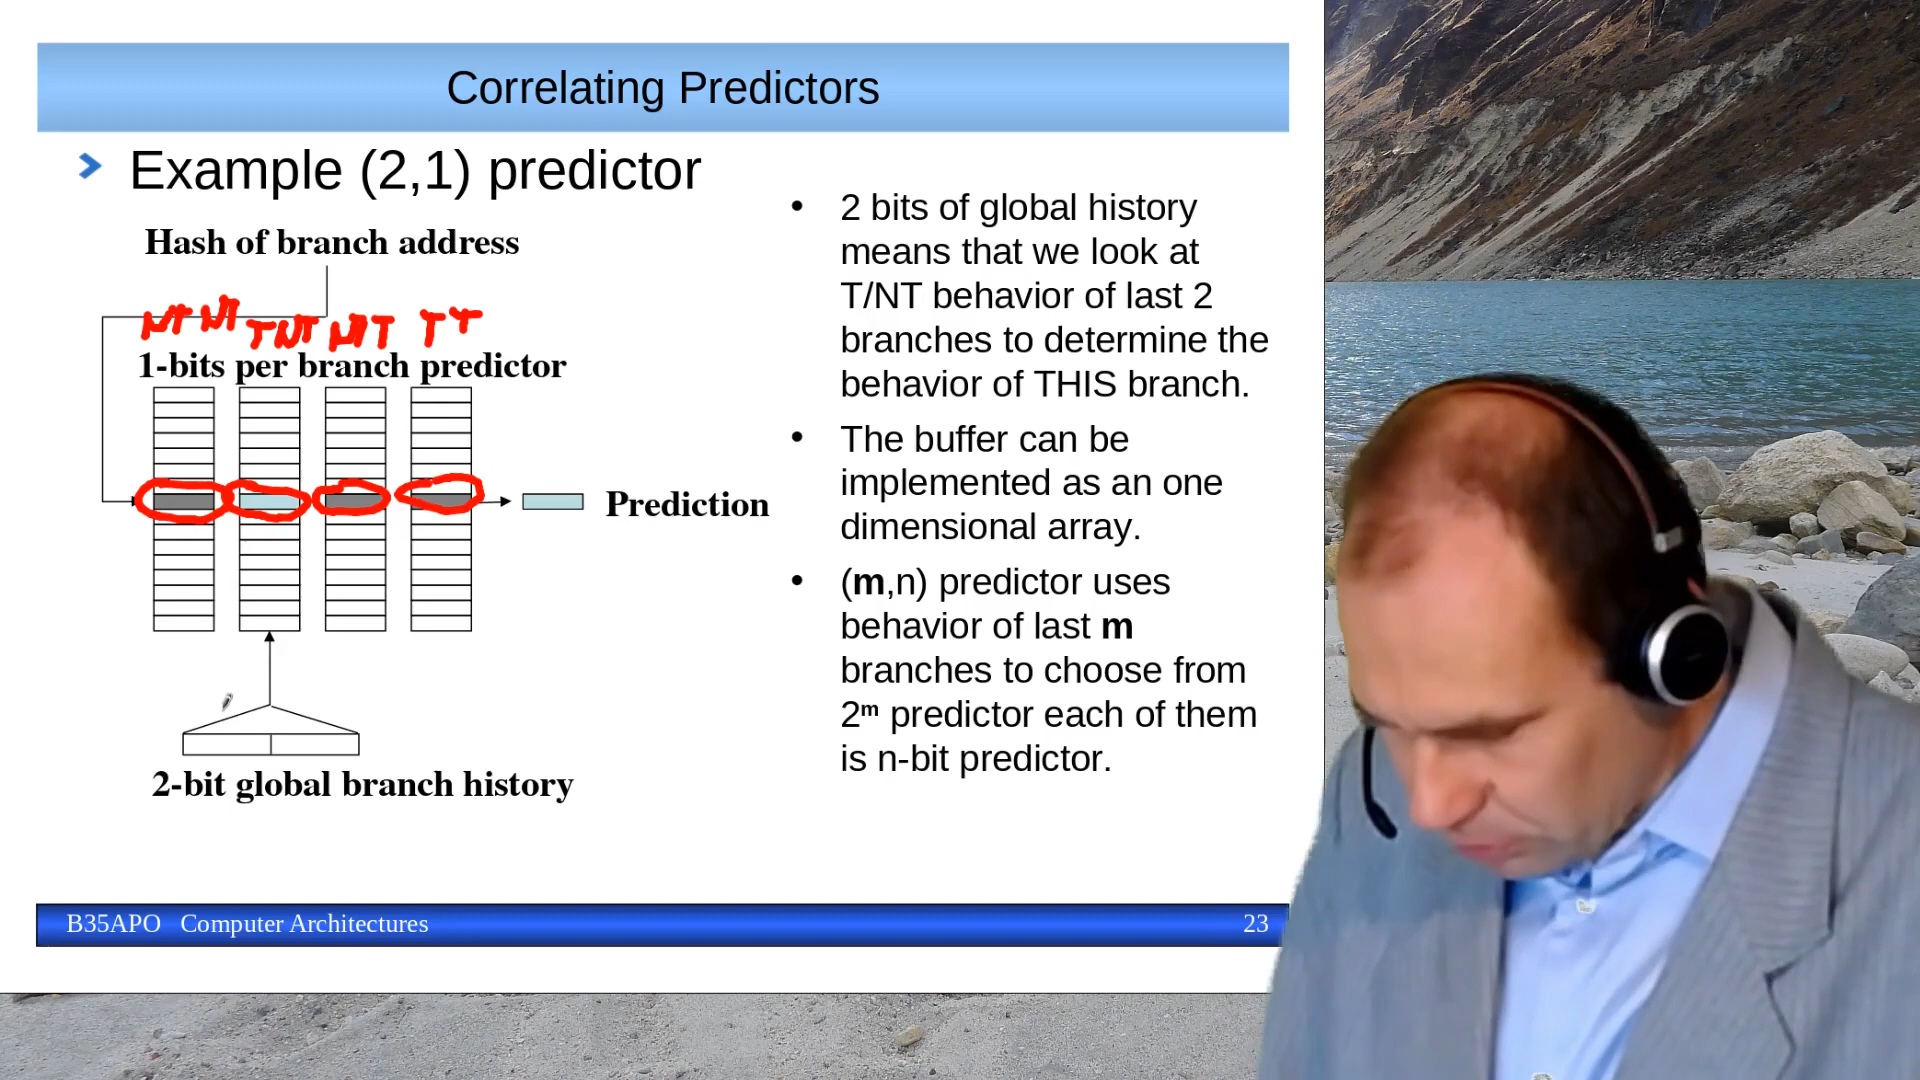 Correlating Predictors
Example (2,1) predictor
Hash of branch address
NT NT TNT NT T T T
1-bits per branch predictor
Prediction
2-bit global branch history
• 2 bits of global history
means that we look at
T/NT behavior of last 2
branches to determine the
behavior of THIS branch.
• The buffer can be
implemented as an one
dimensional array.
• (m,n) predictor uses
behavior of last m
branches to choose from
2ᵐ predictor each of them
is n-bit predictor.
B35APO Computer Architectures
23